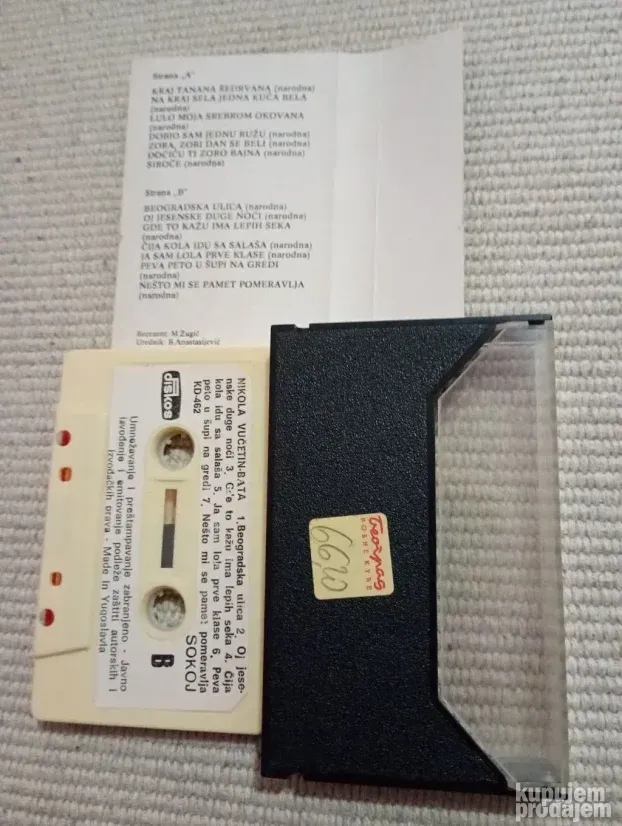 Strana „A"
KRAJ TANANA ŠEDRVANA (narodna)
NA KRAJ SELA JEDNA KUĆA BELA
(narodna)
LULO MOJA SREBROM OKOVANA
(narodna)
DOBIO SAM JEDNU RUŽU (narodna)
ZORA, ZORI DAN SE BELI (narodna)
DOĆIĆU TI ZORO BAJNA (narodna)
SIROČE (narodna)
Strana „B"
BEOGRADSKA ULICA (narodna)
OJ JESENSKE DUGE NOĆI (narodna)
GDE TO KAŽU IMA LEPIH SEKA
(narodna)
ČIJA KOLA IDU SA SALAŠA (narodna)
JA SAM LOLA PRVE KLASE (narodna)
PEVA PETO U ŠUPI NA GREDI
(narodna)
NEŠTO MI SE PAMET POMERAVLJA
(narodna)
Recezent: M.Žugić
Urednik: B.Anastasijević
diskos
KD-462
NIKOLA VUČETIN-BATA 1.Beogradska ulica 2. Oj jese-
nske duge noći 3. Gde to kažu ima lepih seka 4. Čija
kola idu sa salaša 5. Ja sam lola prve klase 6. Peva
peto u šupi na gredi 7. Nešto mi se pamet pomeravlja
SOKOJ
B
Umnožavanje i preštampavanje zabranjeno - Javno
izvođenje i emitovanje podleže zaštiti autorskih i
izvođačkih prava - Made in Yugoslavia
Београд
6620
kupujem
prodajem